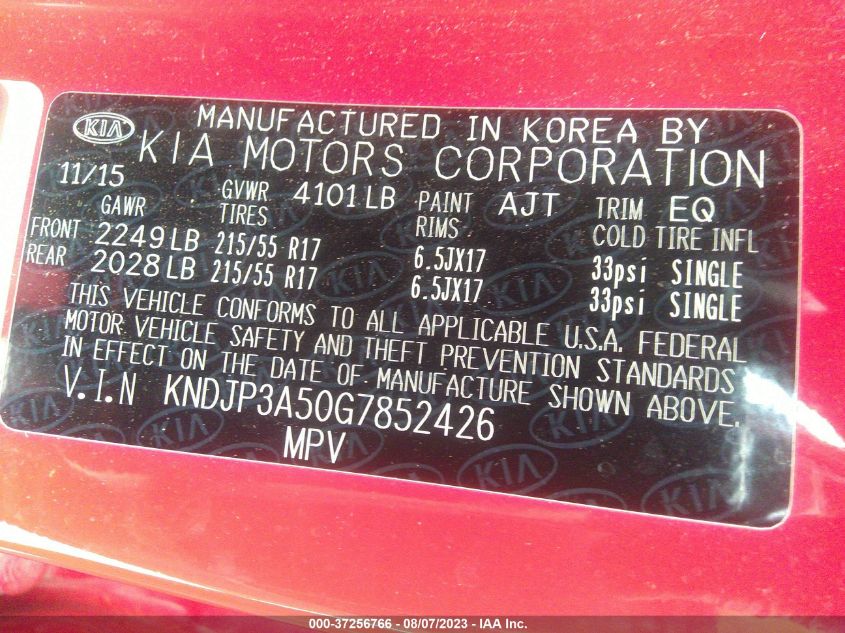 KIA MANUFACTURED IN KOREA BY
KIA MOTORS CORPORATION
11/15 GVWR 4101 LB PAINT AJT TRIM EQ
GAWR TIRES RIMS COLD TIRE INFL
FRONT 2249 LB 215/55 R17 6.5JX17 33psi SINGLE
REAR 2028 LB 215/55 R17 6.5JX17 33psi SINGLE
THIS VEHICLE CONFORMS TO ALL APPLICABLE U.S.A. FEDERAL
MOTOR VEHICLE SAFETY AND THEFT PREVENTION STANDARDS
IN EFFECT ON THE DATE OF MANUFACTURE SHOWN ABOVE.
V.I.N KNDJP3A50G7852426
MPV
000-37256766 - 08/07/2023 - IAA Inc.